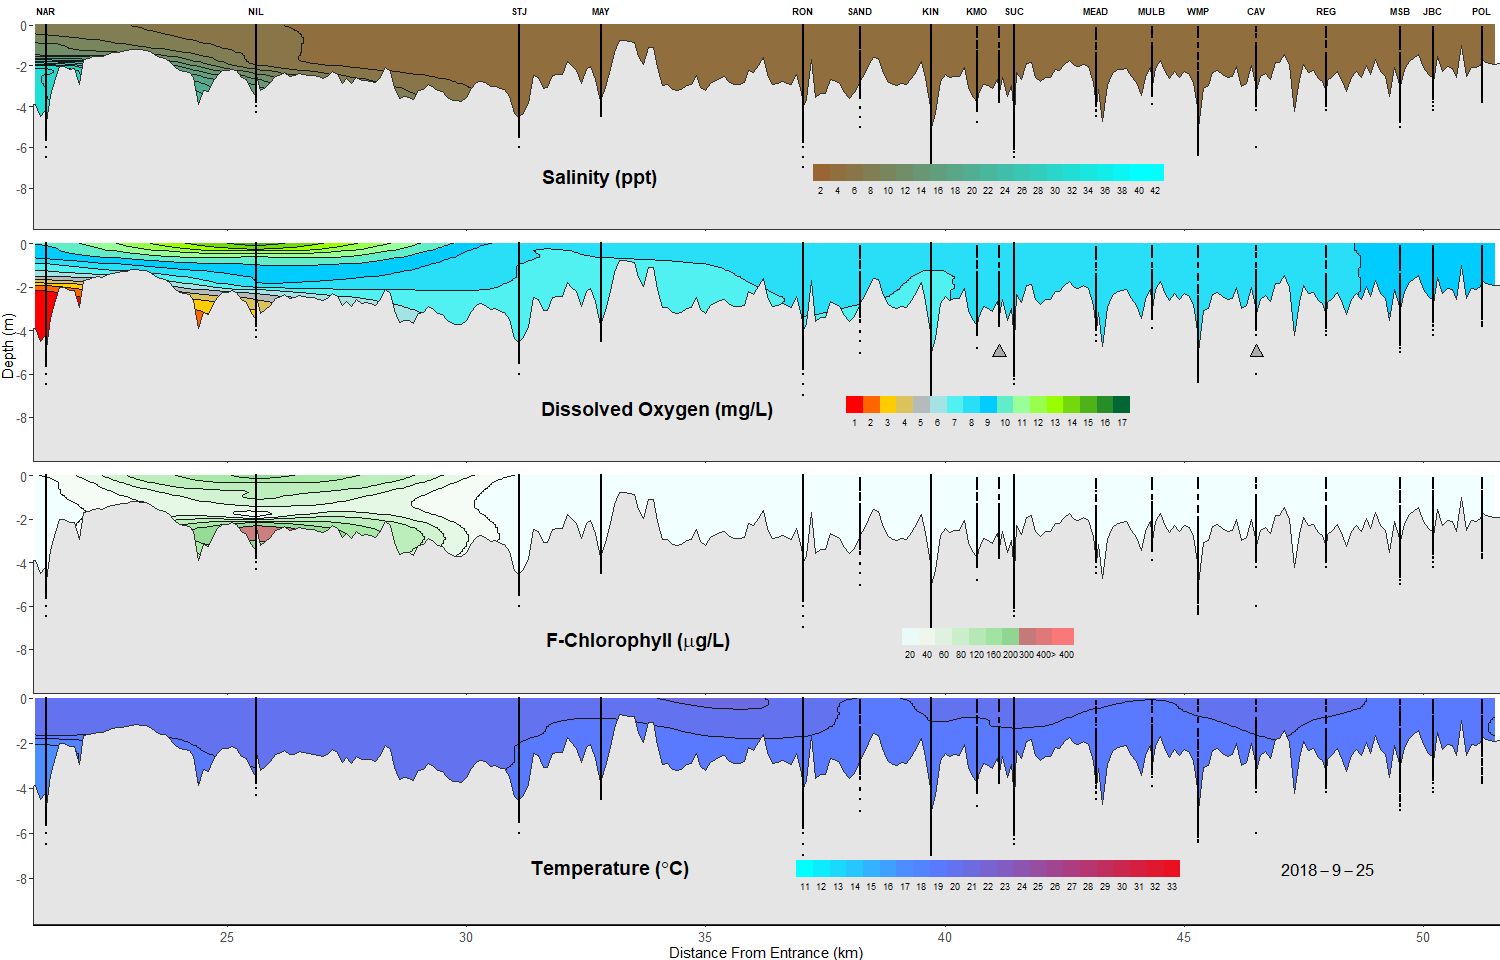 NAR NIL STJ MAY RON SAND KIN KMO SUC MEAD MULB WMP CAV REG MSB JBC POL
0
-2
-4
-6
-8
Salinity (ppt)
2 4 6 8 10 12 14 16 18 20 22 24 26 28 30 32 34 36 38 40 42
0
-2
-4
-6
-8
Depth (m)
Dissolved Oxygen (mg/L)
1 2 3 4 5 6 7 8 9 10 11 12 13 14 15 16 17
0
-2
-4
-6
-8
F-Chlorophyll (μg/L)
20 40 60 80 120 160 200 300 400> 400
0
-2
-4
-6
-8
Temperature (°C)
11 12 13 14 15 16 17 18 19 20 21 22 23 24 25 26 27 28 29 30 31 32 33
2018 – 9 – 25
25 30 35 40 45 50
Distance From Entrance (km)